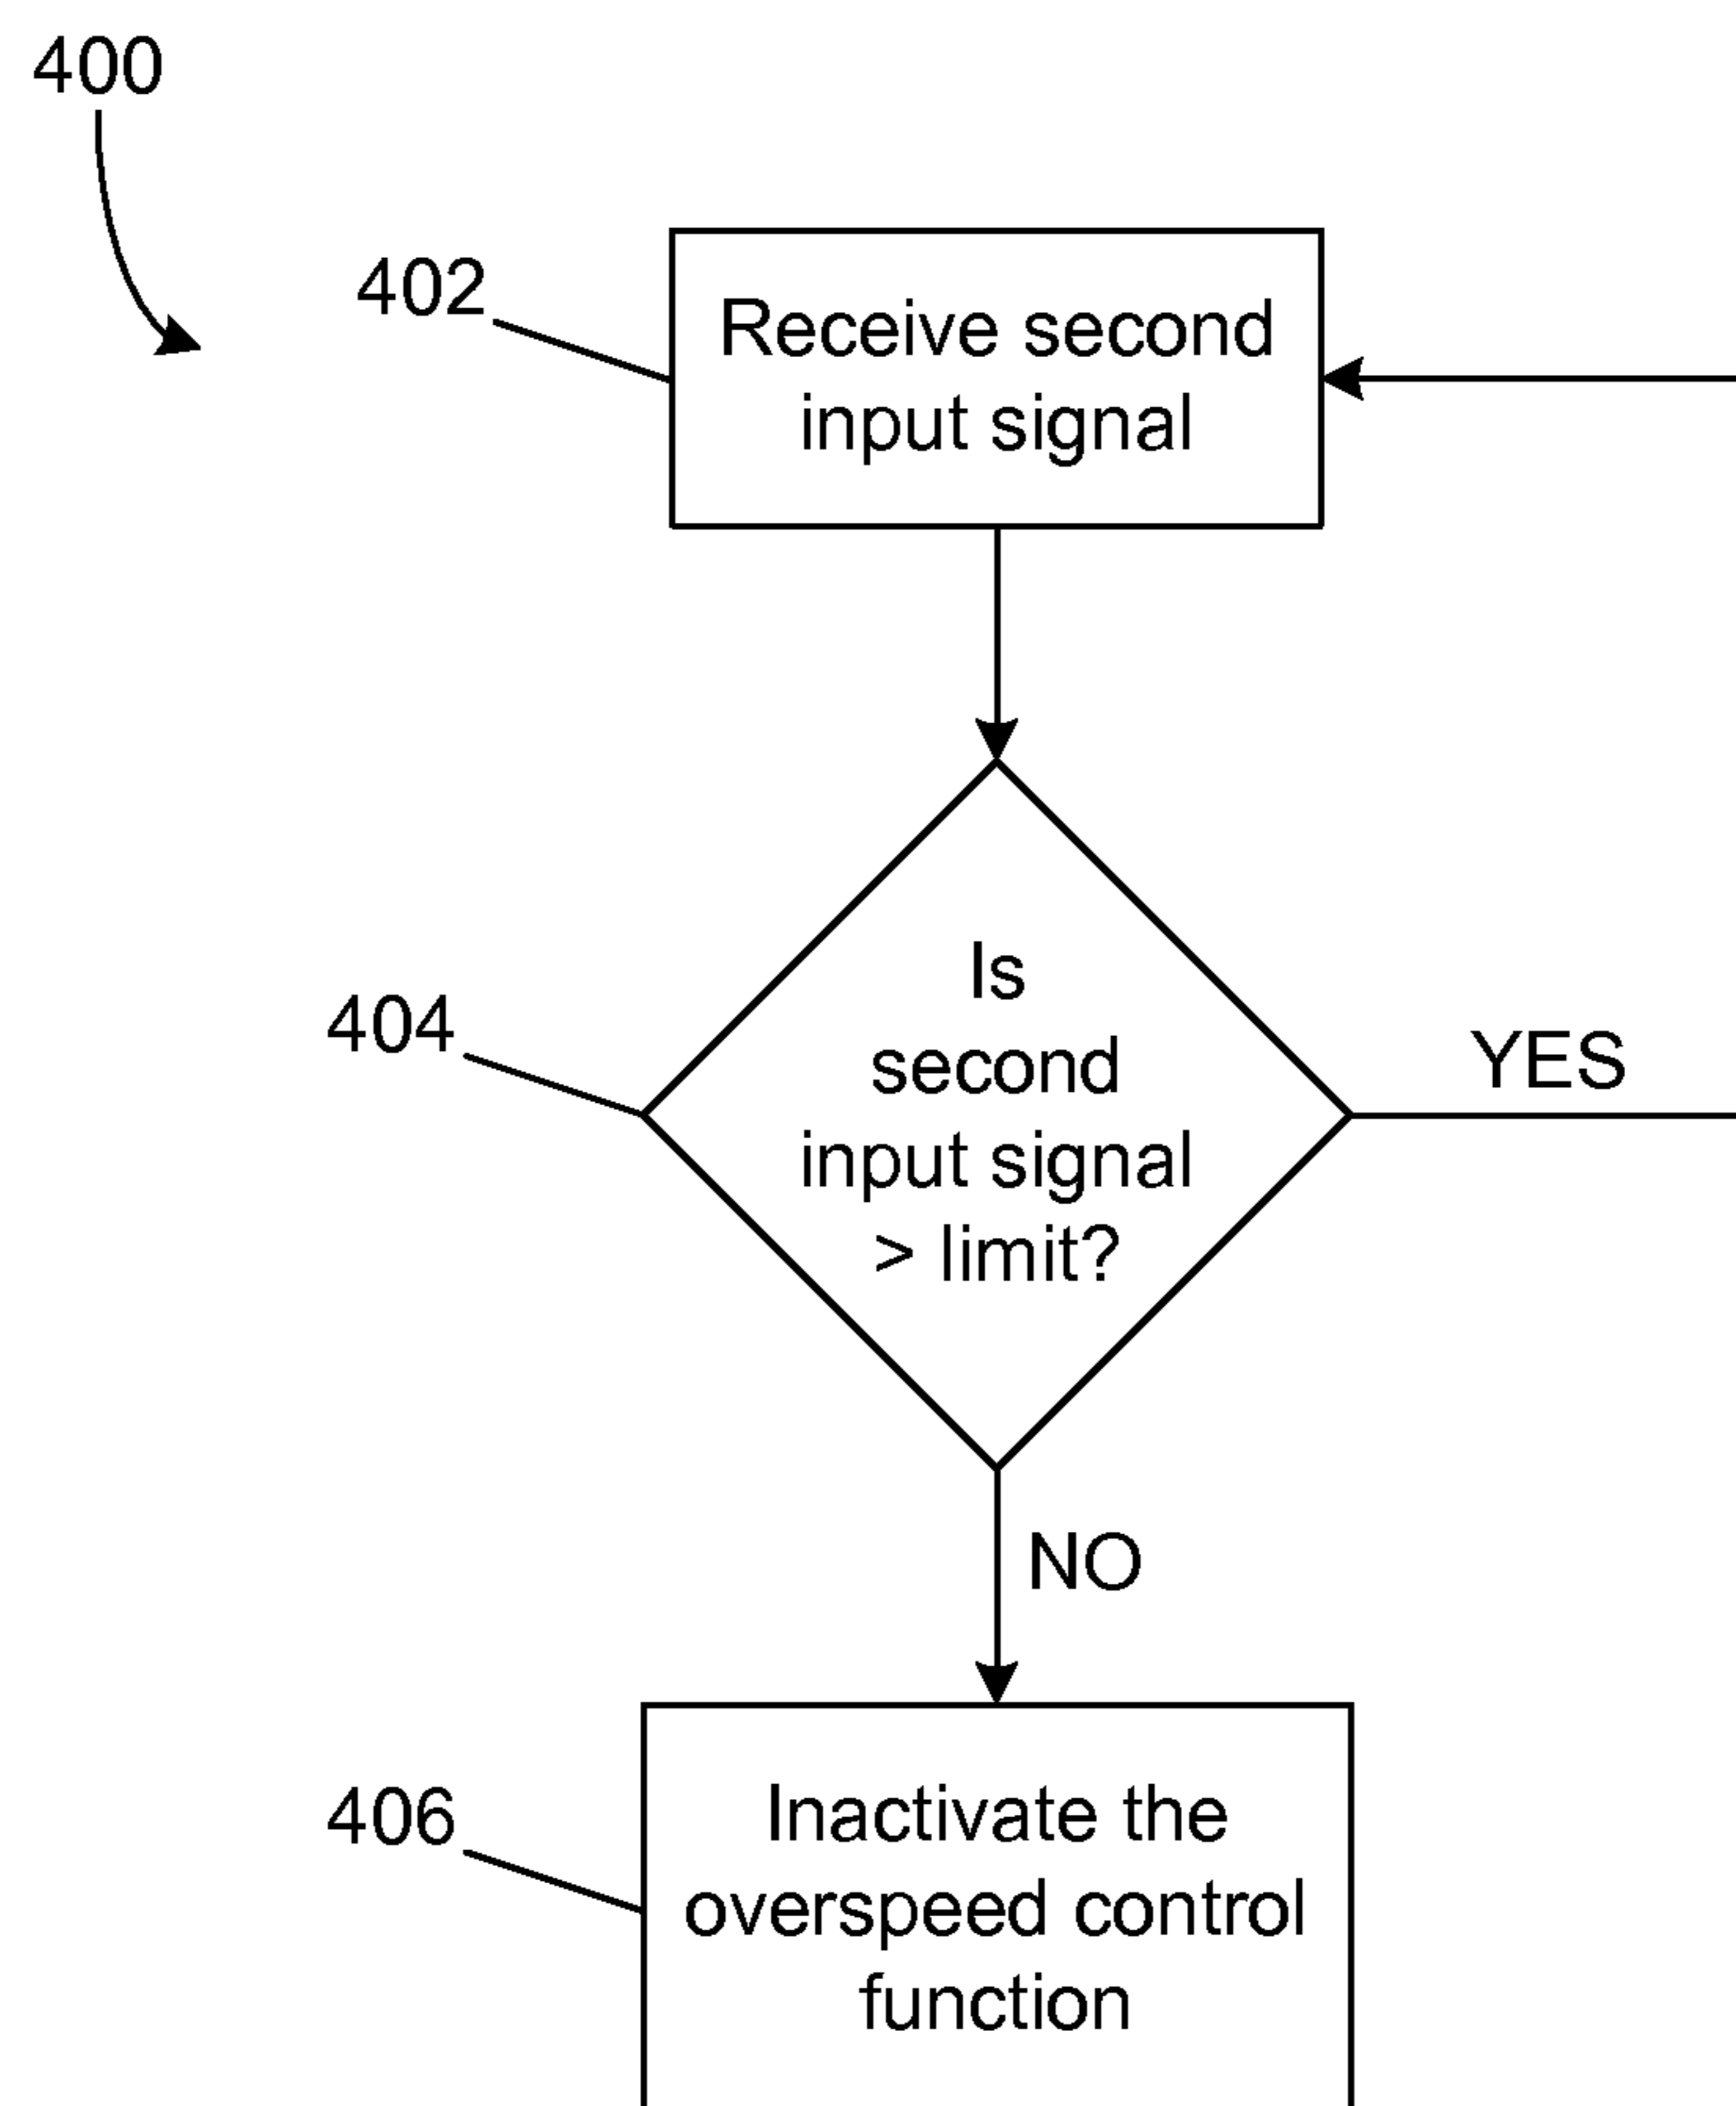 400
402
Receive second
input signal
404
Is
second
input signal
> limit?
YES
NO
406
Inactivate the
overspeed control
function